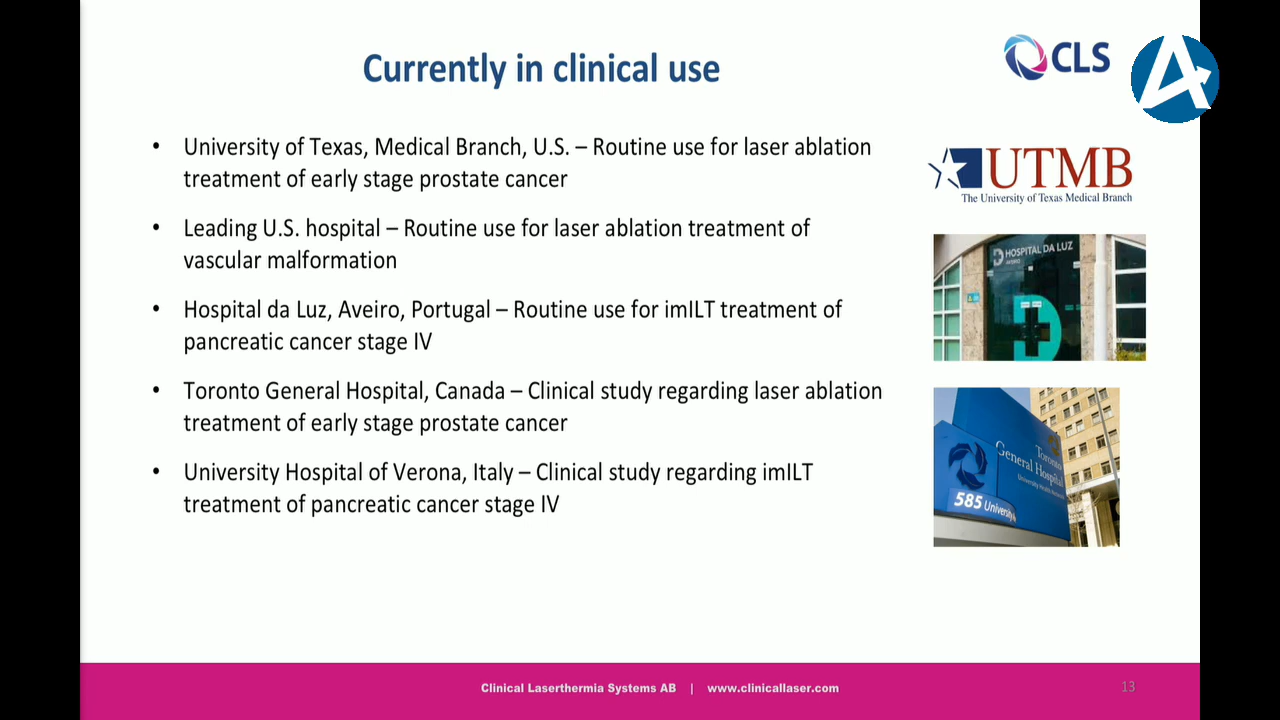 Currently in clinical use
CLS
• University of Texas, Medical Branch, U.S. – Routine use for laser ablation
treatment of early stage prostate cancer
• Leading U.S. hospital – Routine use for laser ablation treatment of
vascular malformation
• Hospital da Luz, Aveiro, Portugal – Routine use for imILT treatment of
pancreatic cancer stage IV
• Toronto General Hospital, Canada – Clinical study regarding laser ablation
treatment of early stage prostate cancer
• University Hospital of Verona, Italy – Clinical study regarding imILT
treatment of pancreatic cancer stage IV
UTMB
The University of Texas Medical Branch
HOSPITAL DA LUZ
AVEIRO
Toronto
General Hospital
University Health Network
585 University
Clinical Laserthermia Systems AB | www.clinicallaser.com
13